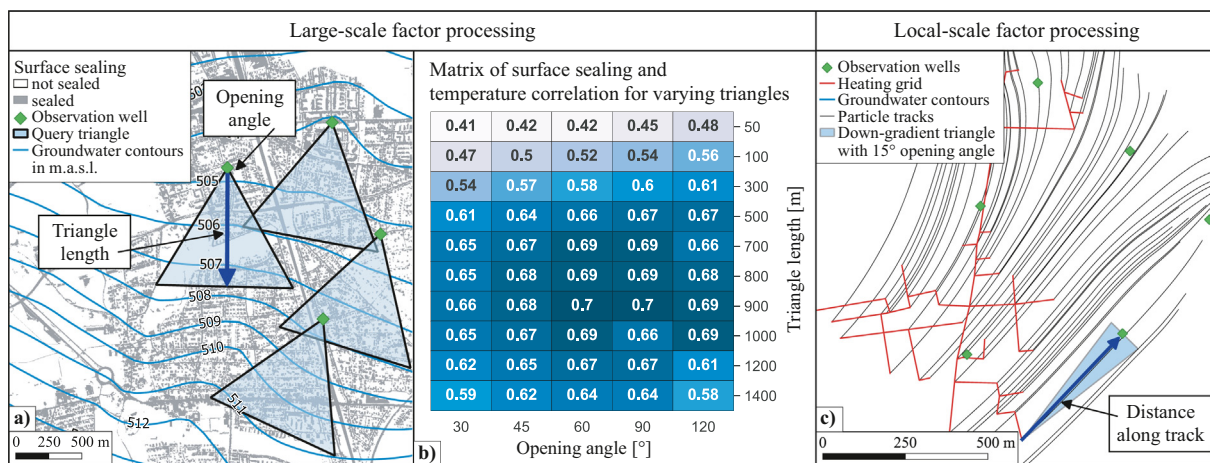 Large-scale factor processing
Local-scale factor processing
Surface sealing
not sealed
sealed
Observation well
Query triangle
Groundwater contours
in m.a.s.l.
Opening
angle
Triangle
length
505
506
507
508
509
510
511
512
a)
0 250 500 m
Matrix of surface sealing and
temperature correlation for varying triangles
0.41 0.42 0.42 0.45 0.48 50
0.47 0.5 0.52 0.54 0.56 100
0.54 0.57 0.58 0.6 0.61 300
0.61 0.64 0.66 0.67 0.67 500
0.65 0.67 0.69 0.69 0.66 700
0.65 0.68 0.69 0.69 0.68 800
0.66 0.68 0.7 0.7 0.69 900
0.65 0.67 0.69 0.66 0.69 1000
0.62 0.65 0.67 0.67 0.61 1200
0.59 0.62 0.64 0.64 0.58 1400
Triangle length [m]
30 45 60 90 120
Opening angle [°]
b)
Observation wells
Heating grid
Groundwater contours
Particle tracks
Down-gradient triangle
with 15° opening angle
Distance
along track
c)
0 250 500 m